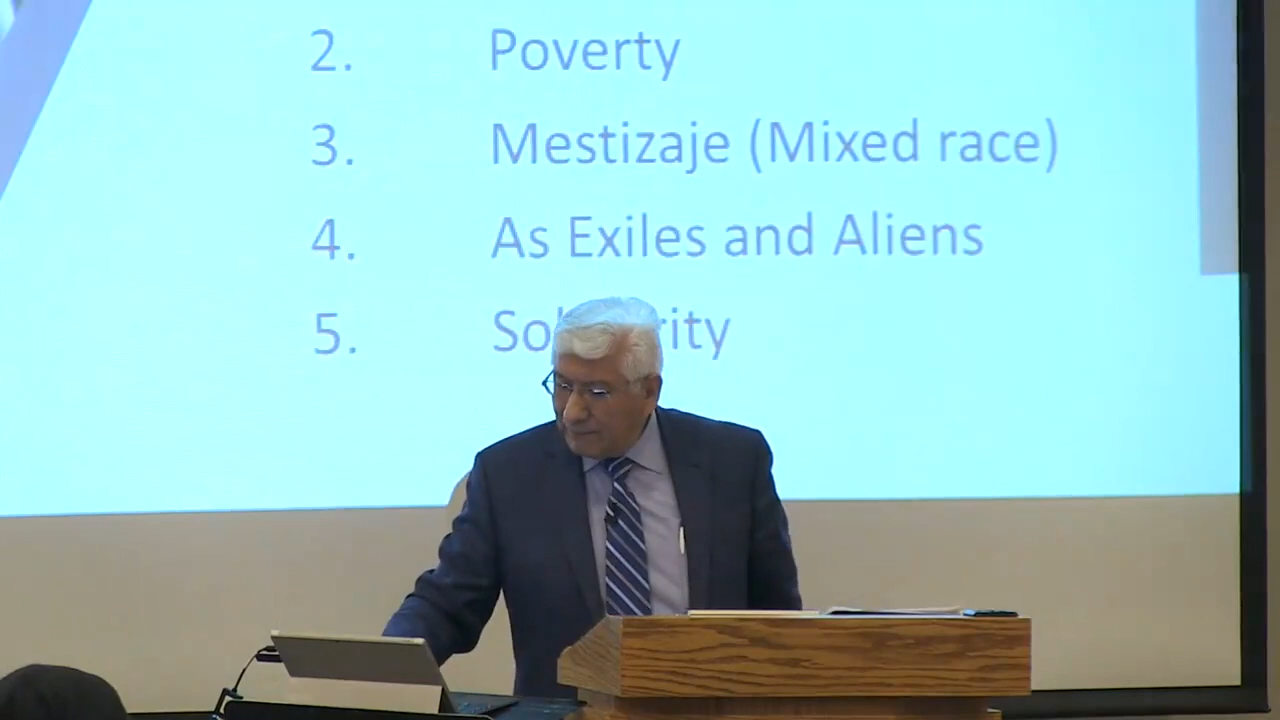 2. Poverty
3. Mestizaje (Mixed race)
4. As Exiles and Aliens
5.